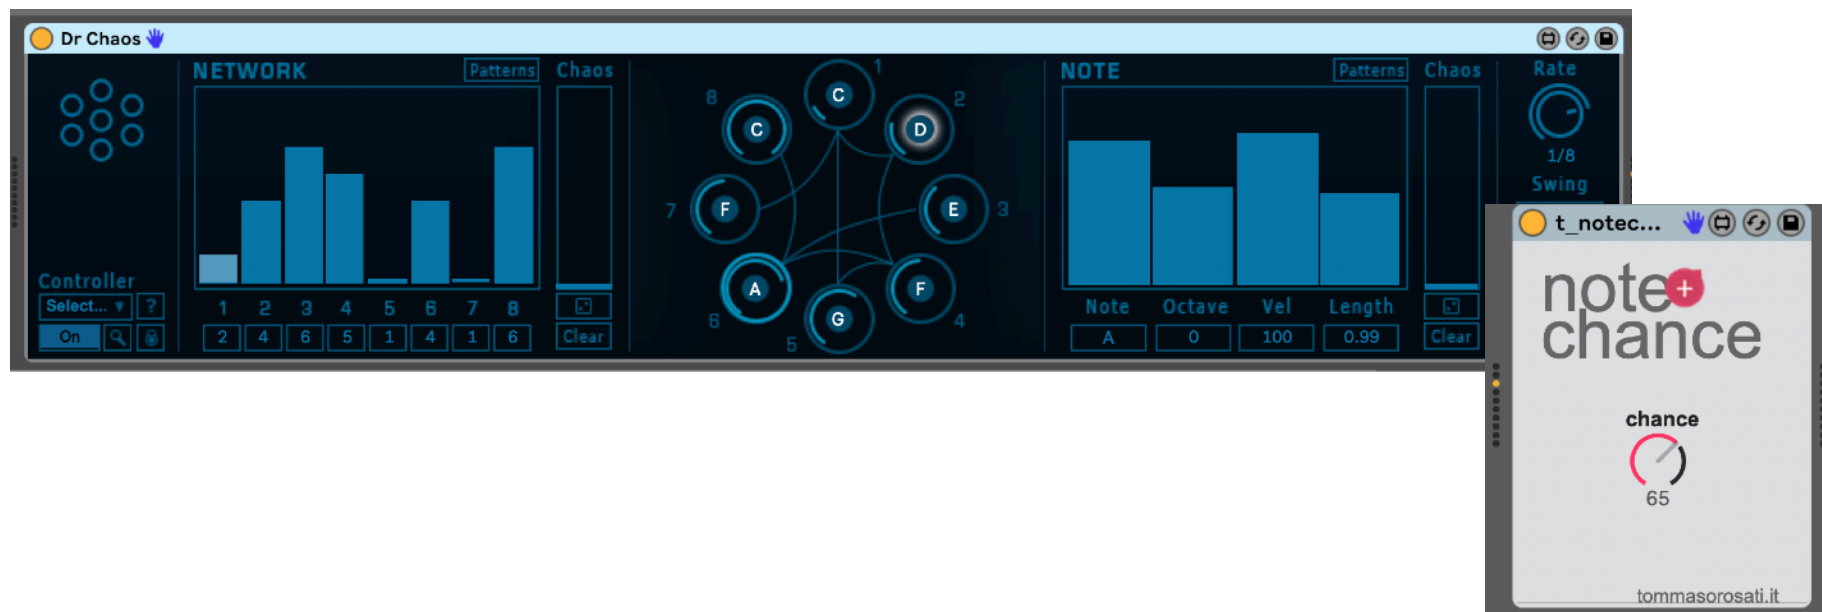 Dr Chaos
NETWORK
Patterns
Chaos
1 2 3 4 5 6 7 8
2 4 6 5 1 4 1 6
Clear
Controller
Select... ?
On
1
C
2
D
3
E
4
F
5
G
6
A
7
F
8
C
NOTE
Patterns
Chaos
Note Octave Vel Length
A 0 100 0.99
Clear
Rate
1/8
Swing
t_notec...
note
+
chance
chance
65
tommasorosati.it